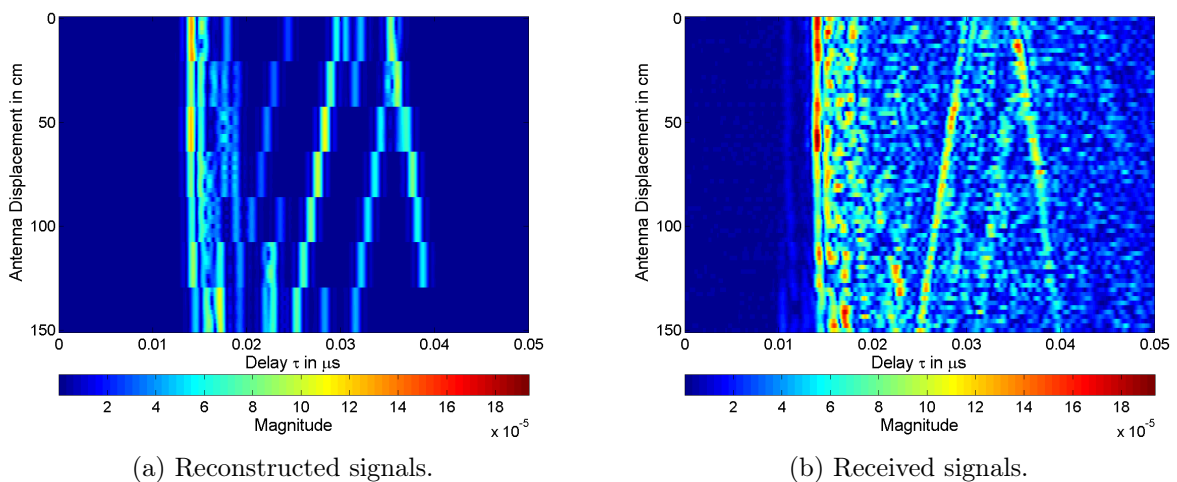 0
50
100
150
Antenna Displacement in cm
0 0.01 0.02 0.03 0.04 0.05
Delay τ in μs
2 4 6 8 10 12 14 16 18
Magnitude
x 10^-5
(a) Reconstructed signals.
0
50
100
150
Antenna Displacement in cm
0 0.01 0.02 0.03 0.04 0.05
Delay τ in μs
2 4 6 8 10 12 14 16 18
Magnitude
x 10^-5
(b) Received signals.